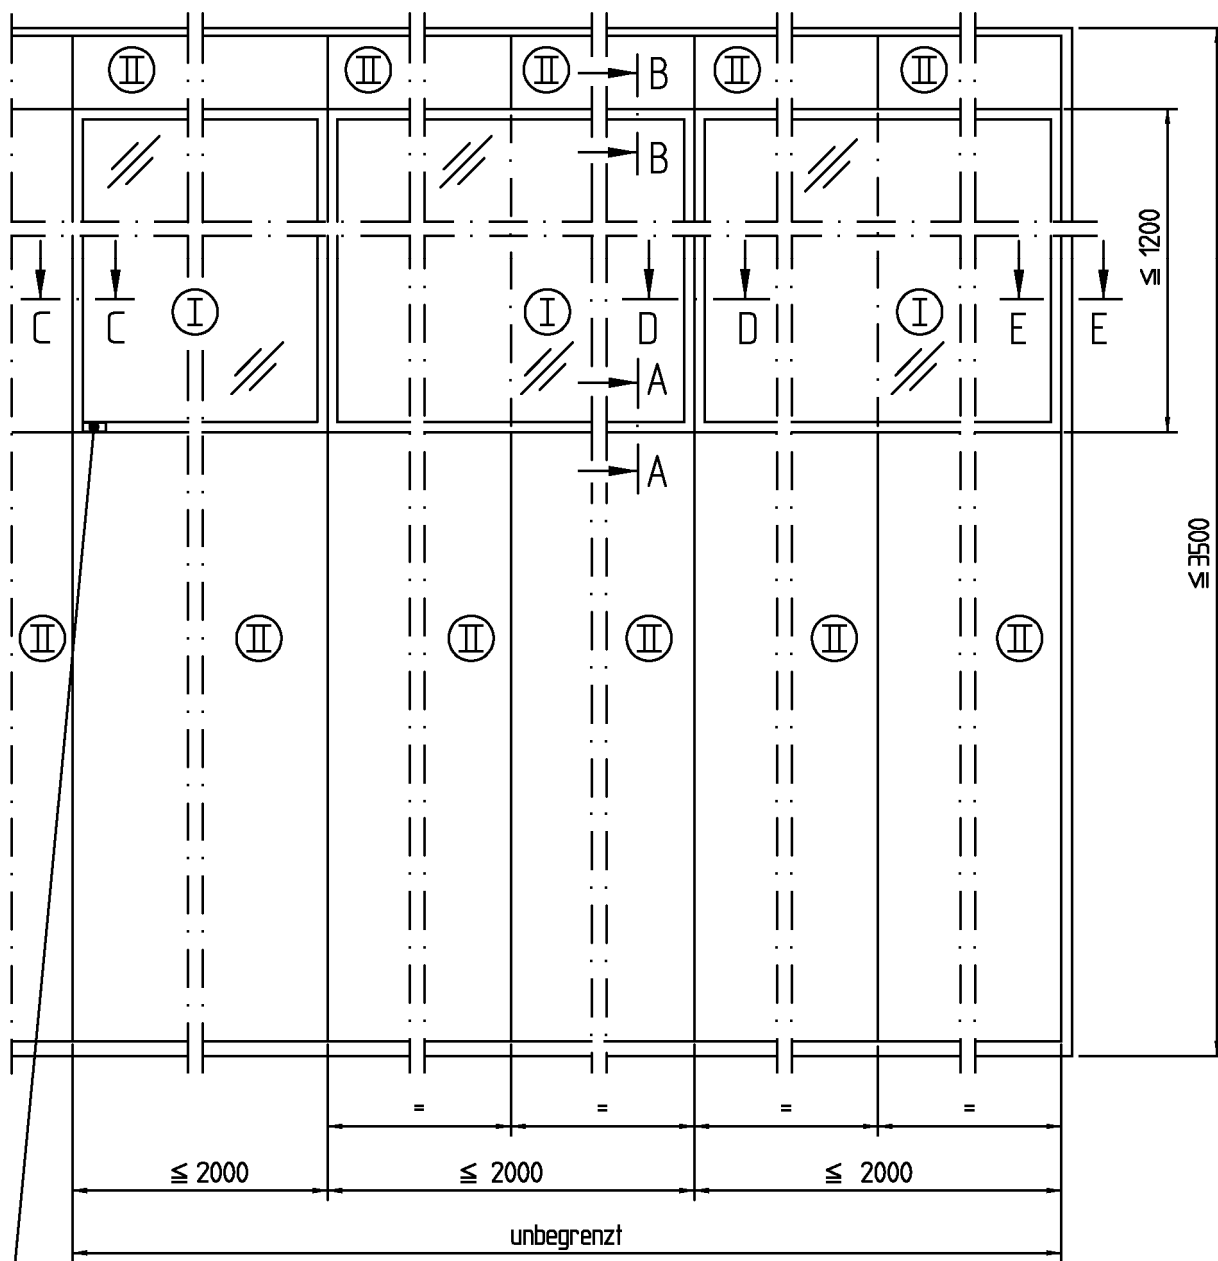 II II II II II
B
B
≦ 1200
I I I
C C D D E E
A
A
≦ 3500
II II II II II II
= = = =
≦ 2000 ≦ 2000 ≦ 2000
unbegrenzt